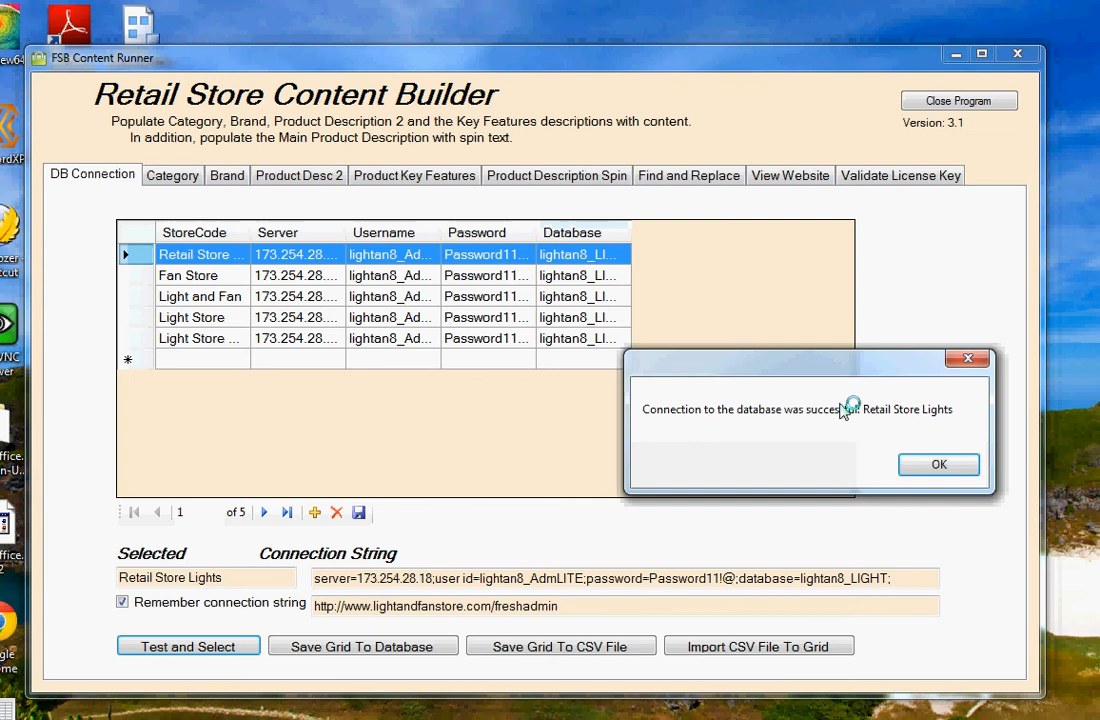 FSB Content Runner
Retail Store Content Builder
Close Program
Populate Category, Brand, Product Description 2 and the Key Features descriptions with content.
Version: 3.1
In addition, populate the Main Product Description with spin text.
DB Connection Category Brand Product Desc 2 Product Key Features Product Description Spin Find and Replace View Website Validate License Key
StoreCode Server Username Password Database
Retail Store ... 173.254.28.... lightan8_Ad... Password11... lightan8_LI...
Fan Store 173.254.28.... lightan8_Ad... Password11... lightan8_LI...
Light and Fan 173.254.28.... lightan8_Ad... Password11... lightan8_LI...
Light Store 173.254.28.... lightan8_Ad... Password11... lightan8_LI...
Light Store ... 173.254.28.... lightan8_Ad... Password11... lightan8_LI...
Connection to the database was Retail Store Lights
OK
1 of 5
Selected Connection String
Retail Store Lights server=173.254.28.18;user id=lightan8_AdmLITE;password=Password11!@;database=lightan8_LIGHT;
Remember connection string http://www.lightandfanstore.com/freshadmin
Test and Select Save Grid To Database Save Grid To CSV File Import CSV File To Grid